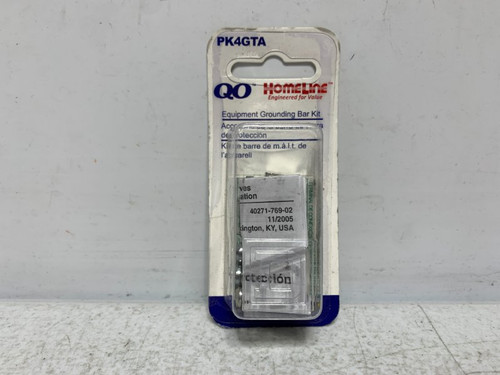 PK4GTA
QO HOMELINE
Engineered for Value
Equipment Grounding Bar Kit
de protección
barre de m.à l.t. de
l'appareil
40271-769-02
11/2005
KY, USA